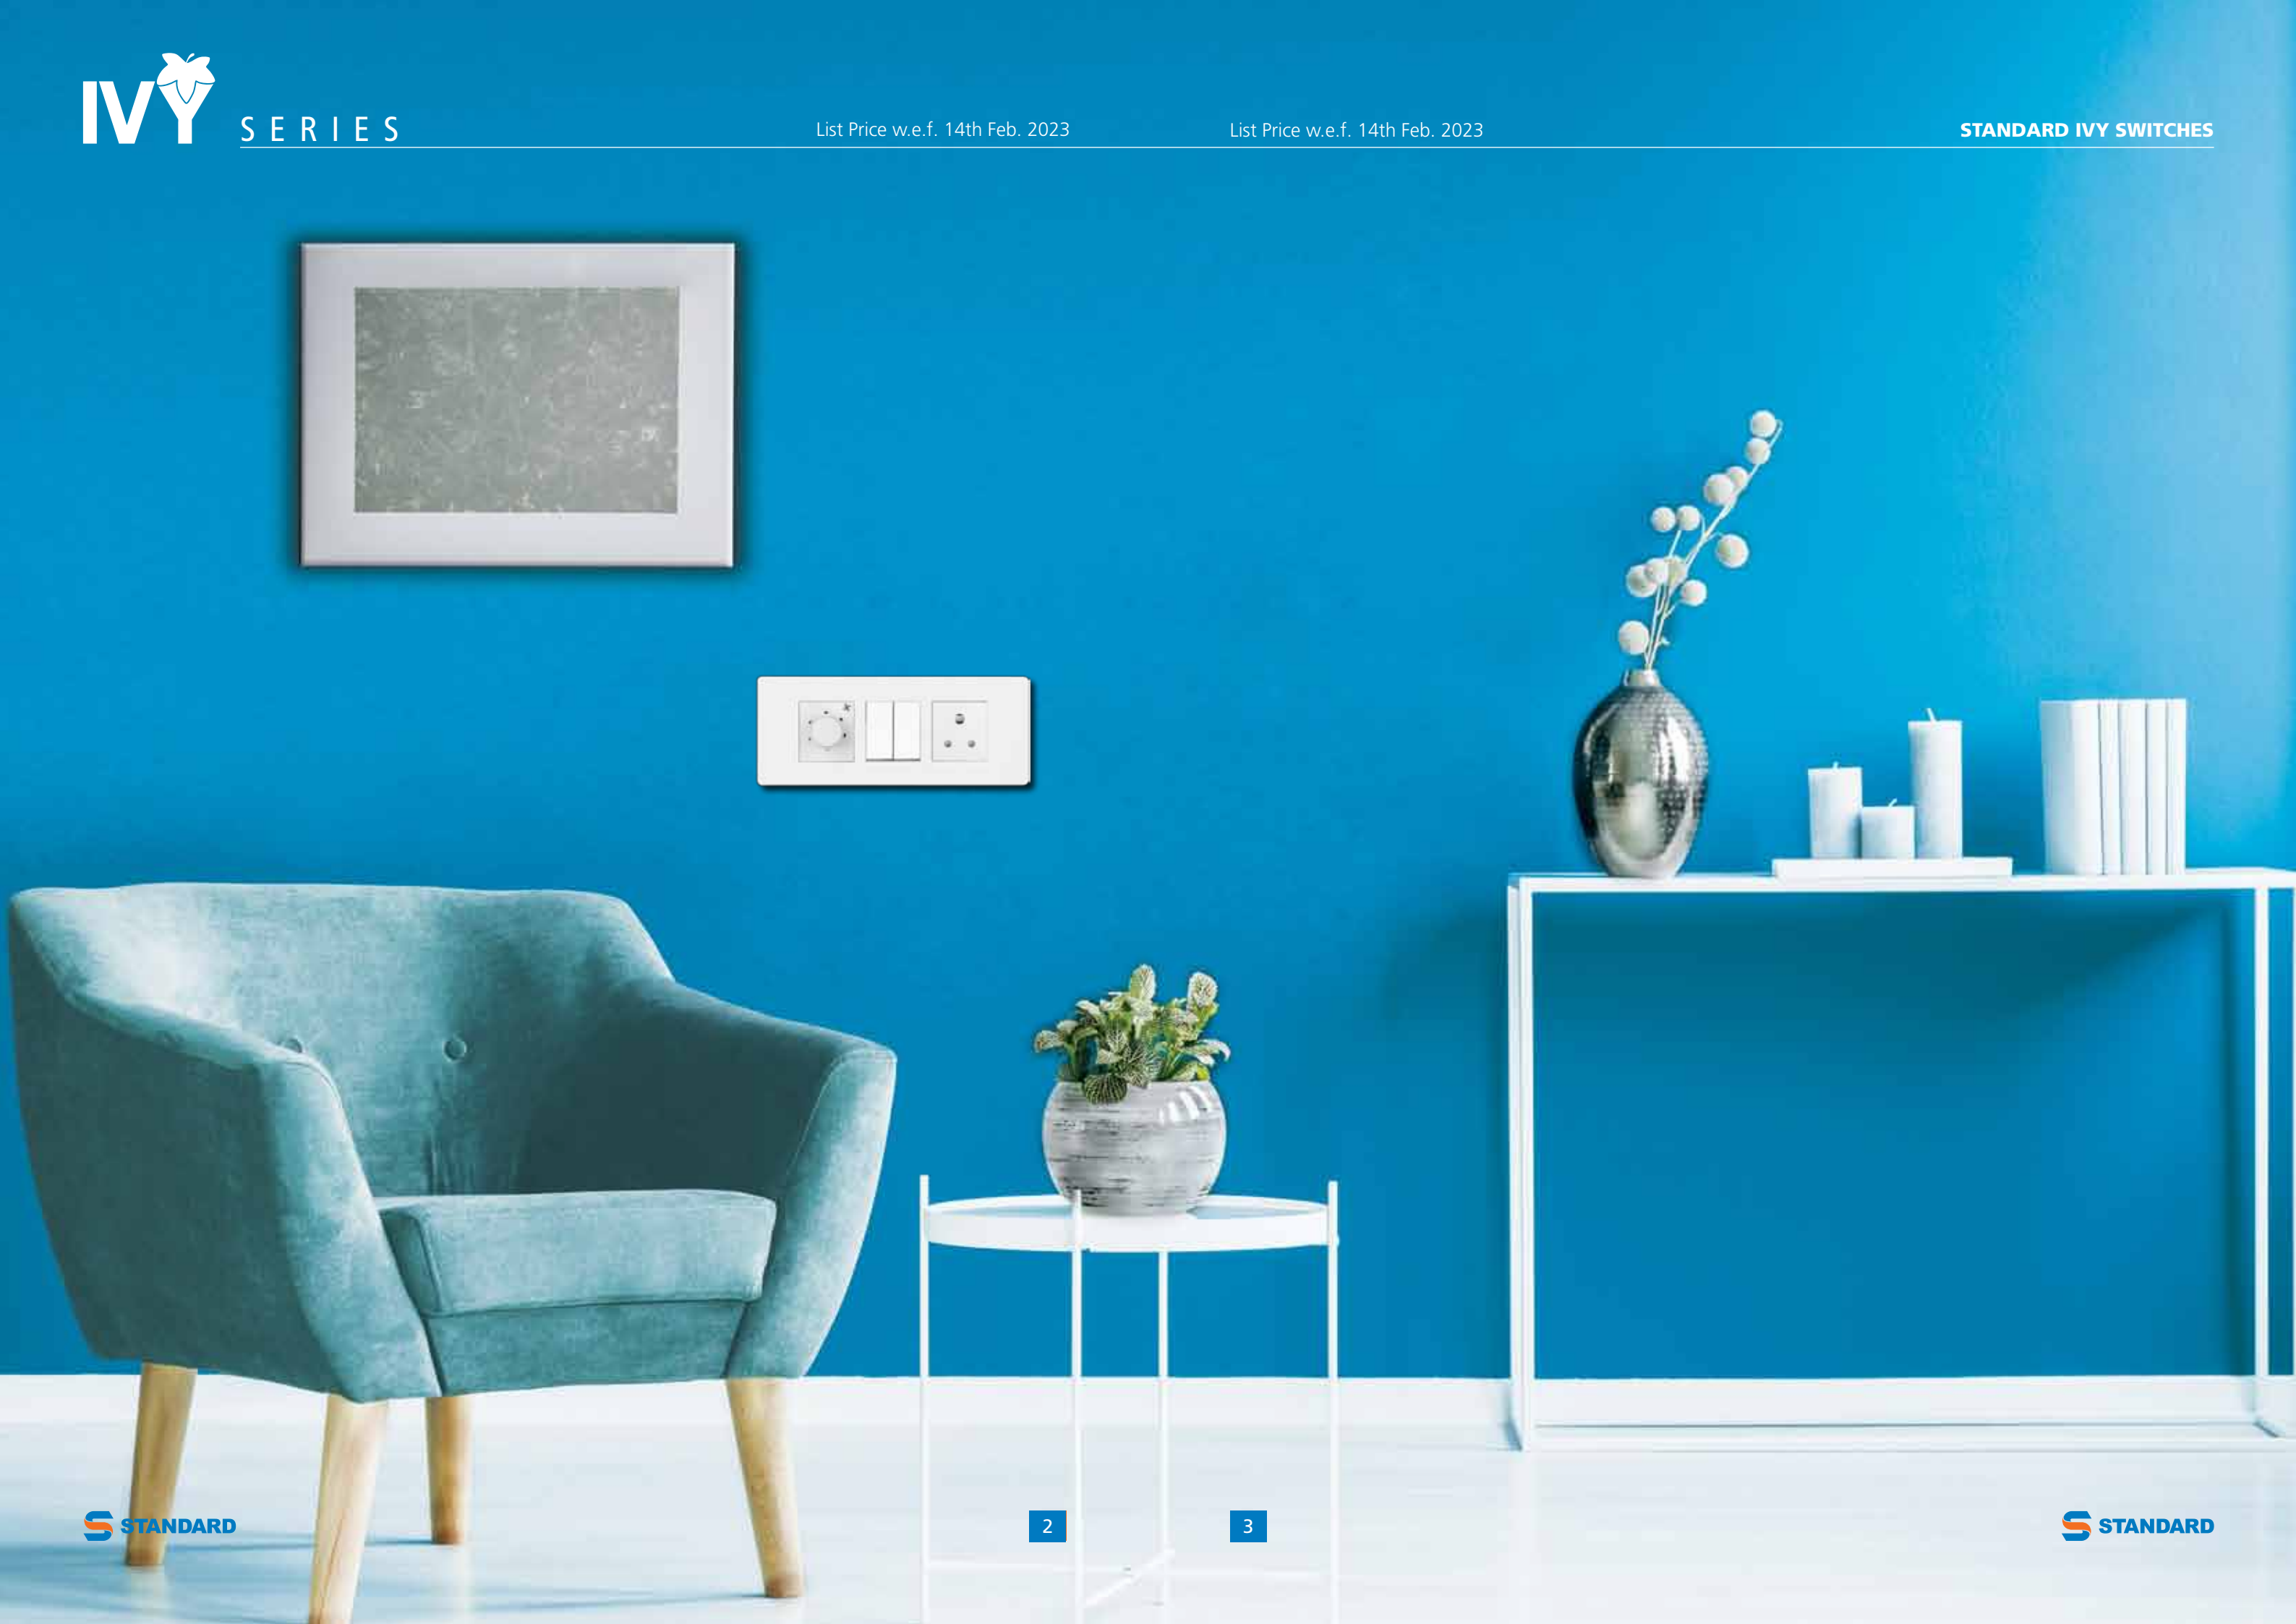 IVY SERIES
List Price w.e.f. 14th Feb. 2023
List Price w.e.f. 14th Feb. 2023
STANDARD IVY SWITCHES
STANDARD
2
3
STANDARD